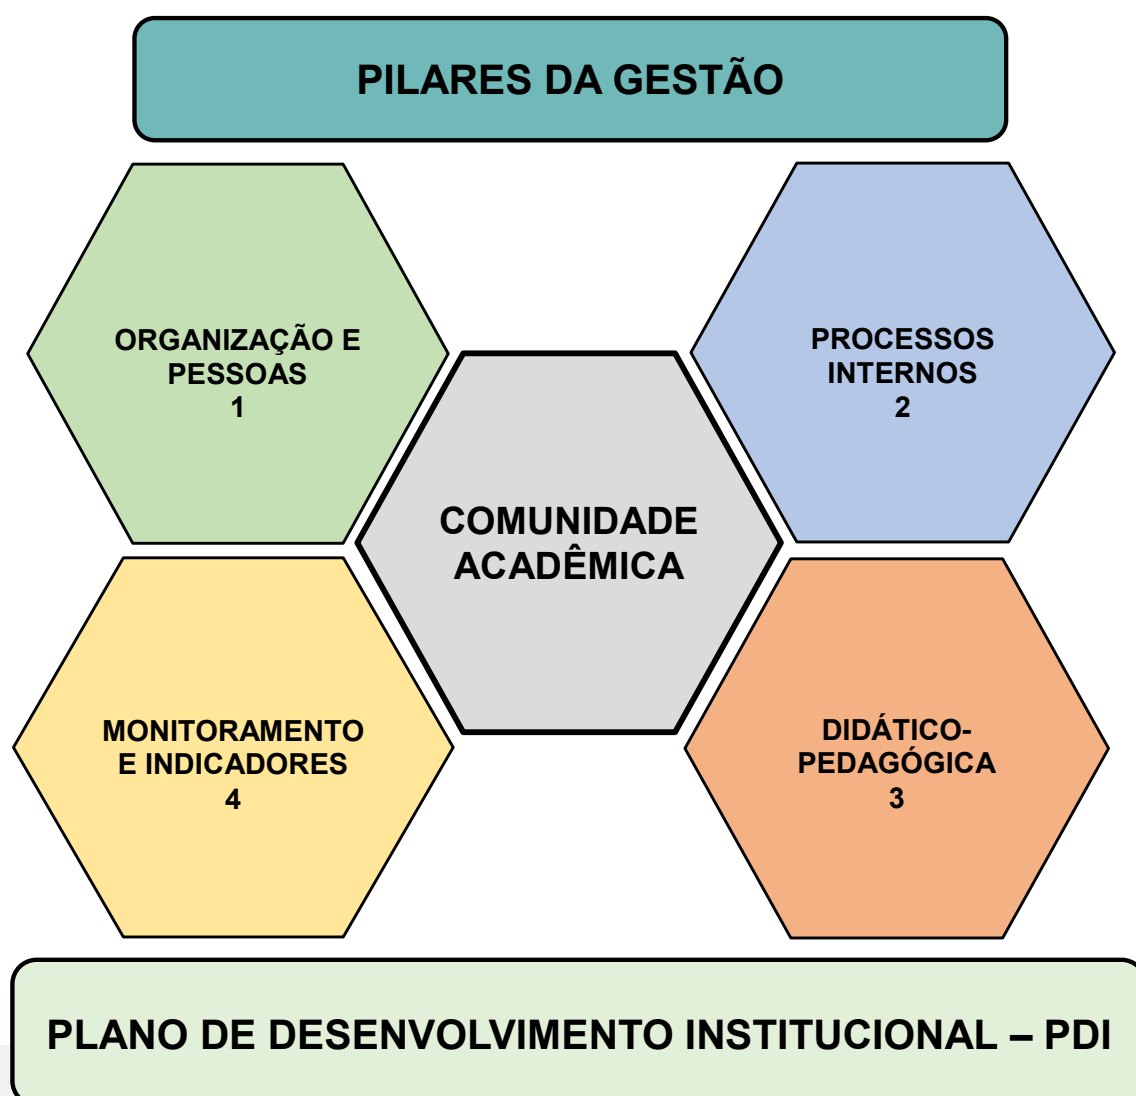 PILARES DA GESTÃO
ORGANIZAÇÃO E
PESSOAS
1
PROCESSOS
INTERNOS
2
COMUNIDADE
ACADÊMICA
MONITORAMENTO
E INDICADORES
4
DIDÁTICO-
PEDAGÓGICA
3
PLANO DE DESENVOLVIMENTO INSTITUCIONAL – PDI